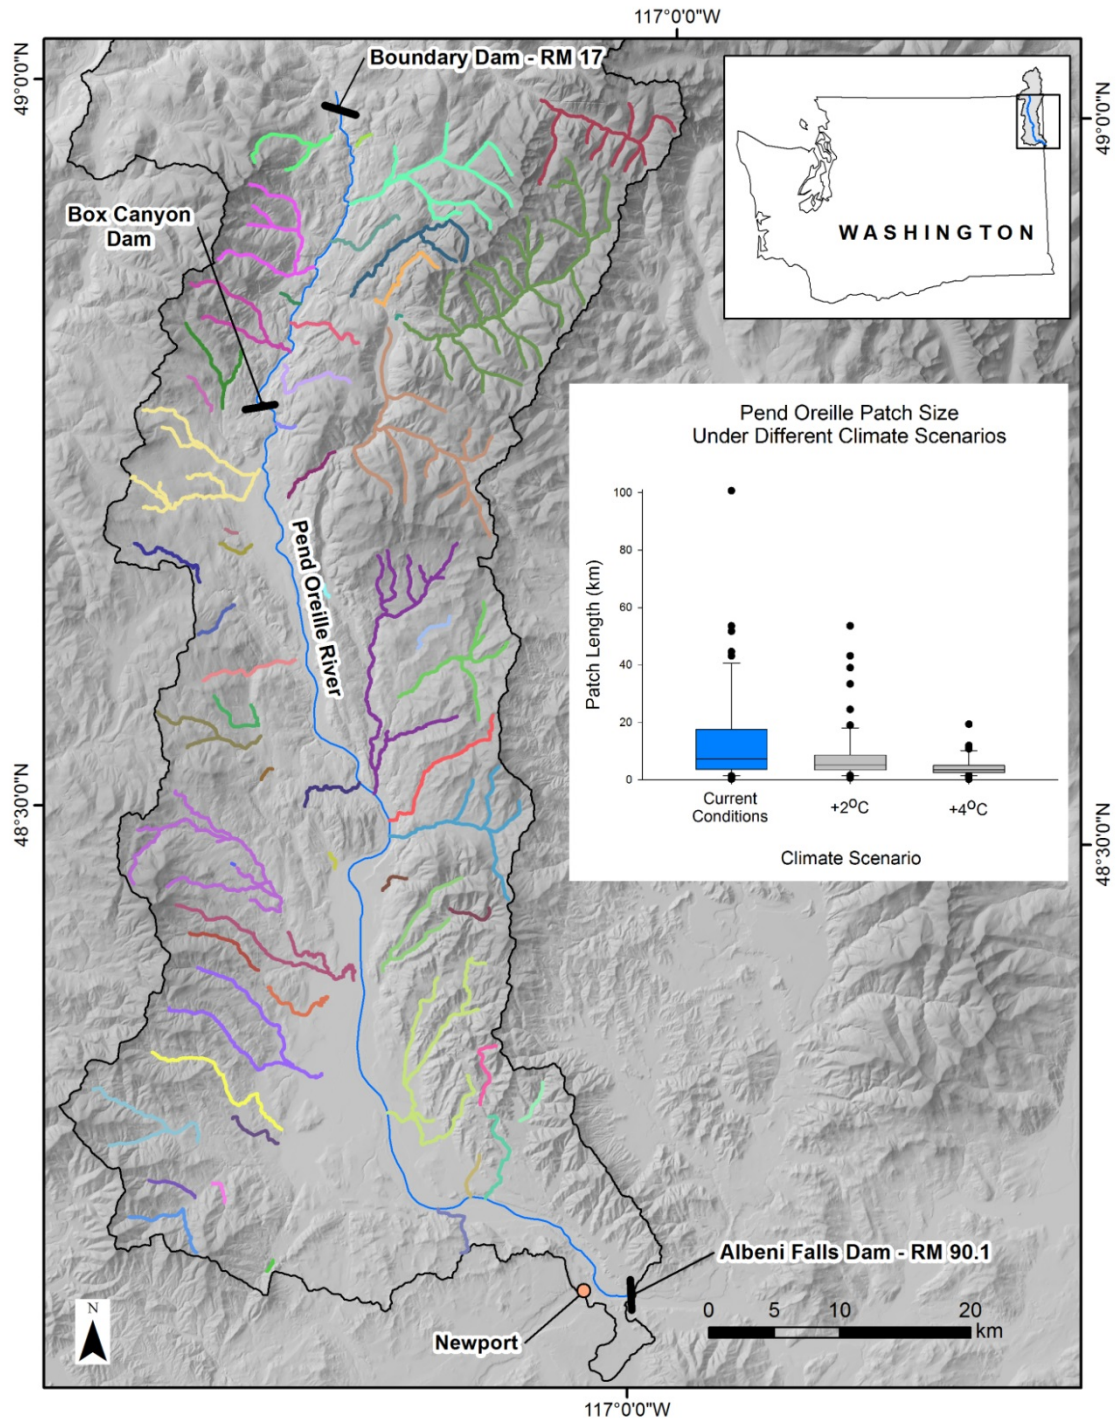 117°0'0"W
49°0'0"N
Boundary Dam - RM 17
49°0'0"N
WASHINGTON
Box Canyon
Dam
Pend Oreille River
Pend Oreille Patch Size
Under Different Climate Scenarios
Patch Length (km)
100
80
60
40
20
0
Current
Conditions
+2°C
+4°C
Climate Scenario
48°30'0"N
48°30'0"N
Albeni Falls Dam - RM 90.1
Newport
N
0 5 10 20
km
117°0'0"W